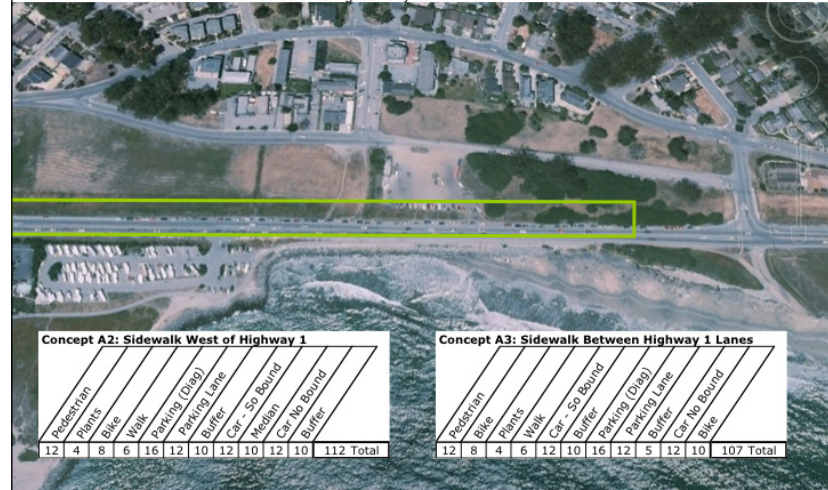 Concept A2: Sidewalk West of Highway 1
Pedestrian
Plants
Bike
Walk
Parking (Diag)
Parking Lane
Buffer
Car - So Bound
Median
Car No Bound
Buffer
12 4 8 6 16 12 10 12 10 12 10 112 Total
Concept A3: Sidewalk Between Highway 1 Lanes
Pedstrian
Bike
Plants
Walk
Car - So Bound
Buffer
Parking (Diag)
Parking Lane
Buffer
Car No Bound
Bike
12 8 4 6 12 10 16 12 5 12 10 107 Total